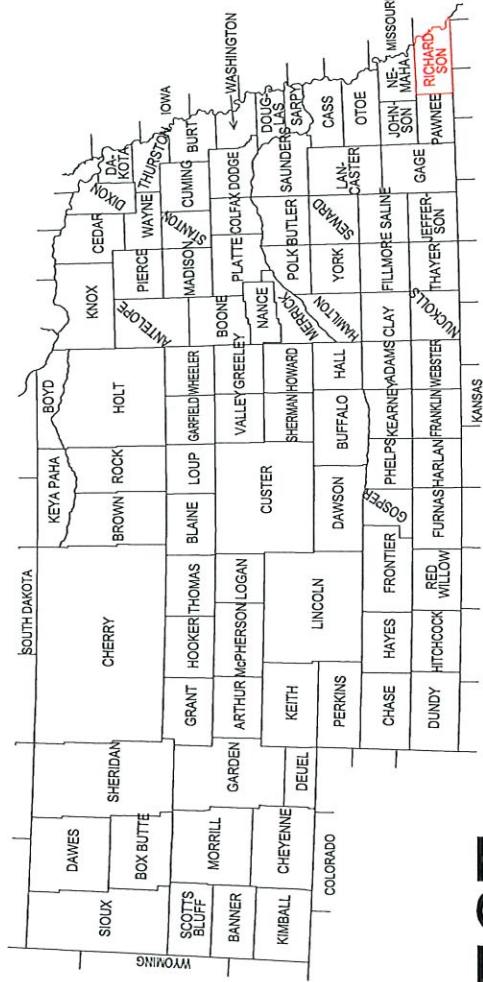 SOUTH DAKOTA
WYOMING
IOWA
MISSOURI
KANSAS
COLORADO
SIOUX
DAWES
BOX BUTTE
SHERIDAN
SCOTTS
BLUFF
BANNER
KIMBALL
MORRILL
CHEYENNE
GARDEN
DEUEL
CHERRY
GRANT
HOOKER
THOMAS
ARTHUR
McPHERSON
LOGAN
KEITH
LINCOLN
PERKINS
CHASE
HAYES
FRONTIER
DUNDY
HITCHCOCK
RED
WILLOW
KEYA PAHA
BOYD
BROWN
ROCK
HOLT
BLAINE
LOUP
GARFIELD
WHEELER
CUSTER
VALLEY
GREELEY
SHERMAN
HOWARD
DAWSON
BUFFALO
HALL
GOSPER
PHELPS
KEARNEY
ADAMS
CLAY
FURNAS
HARLAN
FRANKLIN
WEBSTER
NUCKOLLS
KNOX
CEDAR
DIXON
DA-
KOTA
ANTELOPE
PIERCE
WAYNE
THURSTON
MADISON
STANTON
CUMING
BURT
BOONE
PLATTE
COLFAX
DODGE
WASHINGTON
NANCE
MERRICK
POLK
BUTLER
SAUNDERS
DOUG-
LAS
SARPY
HAMILTON
YORK
SEWARD
LAN-
CASTER
CASS
OTOE
FILLMORE
SALINE
GAGE
JOHN-
SON
NE-
MAHA
THAYER
JEFFER-
SON
PAWNEE
RICHARD-
SON